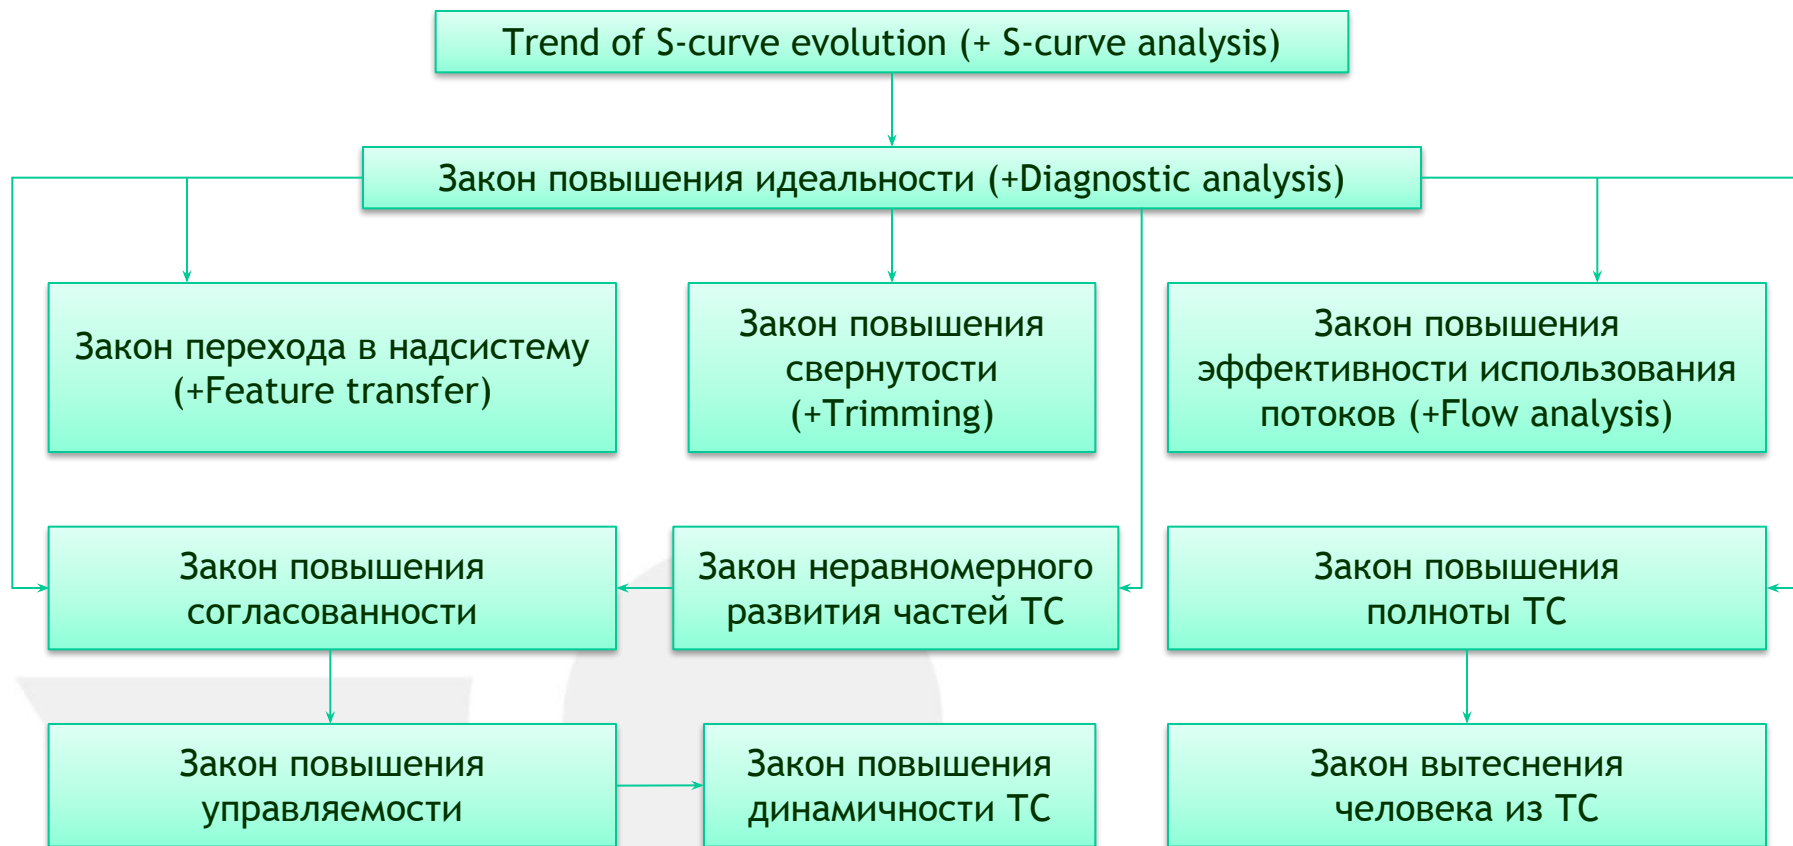 Trend of S-curve evolution (+ S-curve analysis)
Закон повышения идеальности (+Diagnostic analysis)
Закон перехода в надсистему
(+Feature transfer)
Закон повышения
свернутости
(+Trimming)
Закон повышения
эффективности использования
потоков (+Flow analysis)
Закон повышения
согласованности
Закон неравномерного
развития частей ТС
Закон повышения
полноты ТС
Закон повышения
управляемости
Закон повышения
динамичности ТС
Закон вытеснения
человека из ТС